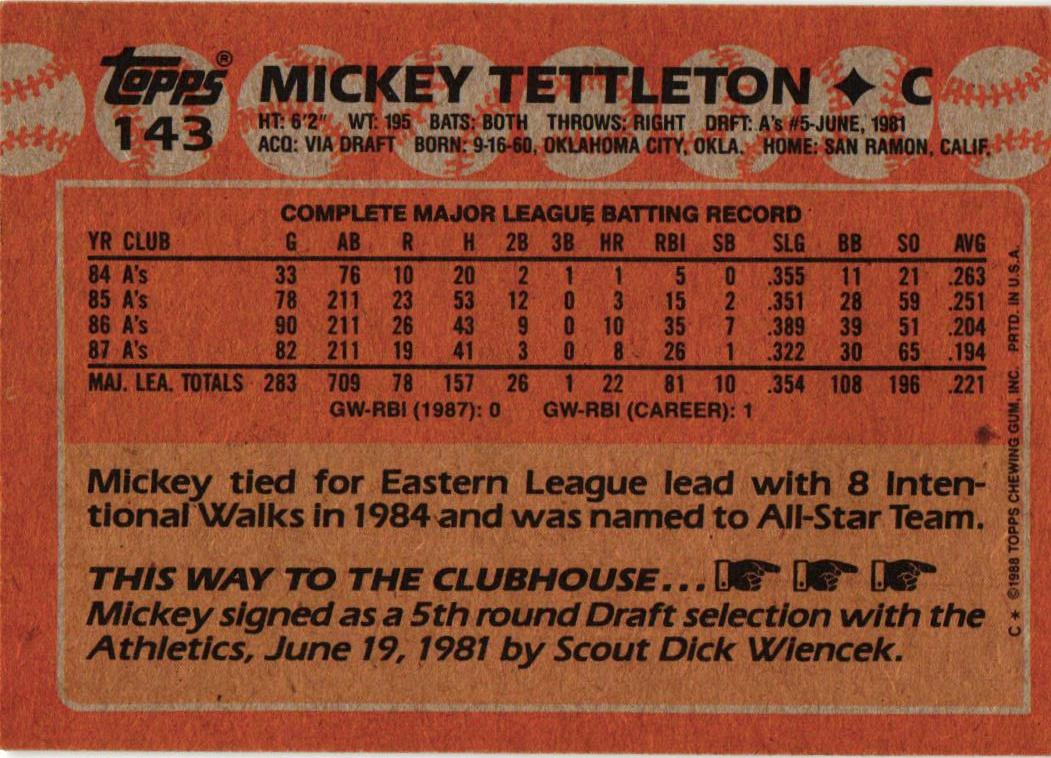 Topps® MICKEY TETTLETON ✦ C
143 HT: 6'2" WT: 195 BATS: BOTH THROWS: RIGHT DRFT: A's #5-JUNE, 1981
ACQ: VIA DRAFT BORN: 9-16-60, OKLAHOMA CITY, OKLA. HOME: SAN RAMON, CALIF.
COMPLETE MAJOR LEAGUE BATTING RECORD
YR CLUB G AB R H 2B 3B HR RBI SB SLG BB SO AVG
84 A's 33 76 10 20 2 1 1 5 0 .355 11 21 .263
85 A's 78 211 23 53 12 0 3 15 2 .351 28 59 .251
86 A's 90 211 26 43 9 0 10 35 7 .389 39 51 .204
87 A's 82 211 19 41 3 0 8 26 1 .322 30 65 .194
MAJ. LEA. TOTALS 283 709 78 157 26 1 22 81 10 .354 108 196 .221
GW-RBI (1987): 0 GW-RBI (CAREER): 1
Mickey tied for Eastern League lead with 8 Inten-
tional Walks in 1984 and was named to All-Star Team.
THIS WAY TO THE CLUBHOUSE...
Mickey signed as a 5th round Draft selection with the
Athletics, June 19, 1981 by Scout Dick Wiencek.
C * ©1988 TOPPS CHEWING GUM, INC. PRTD. IN U.S.A.